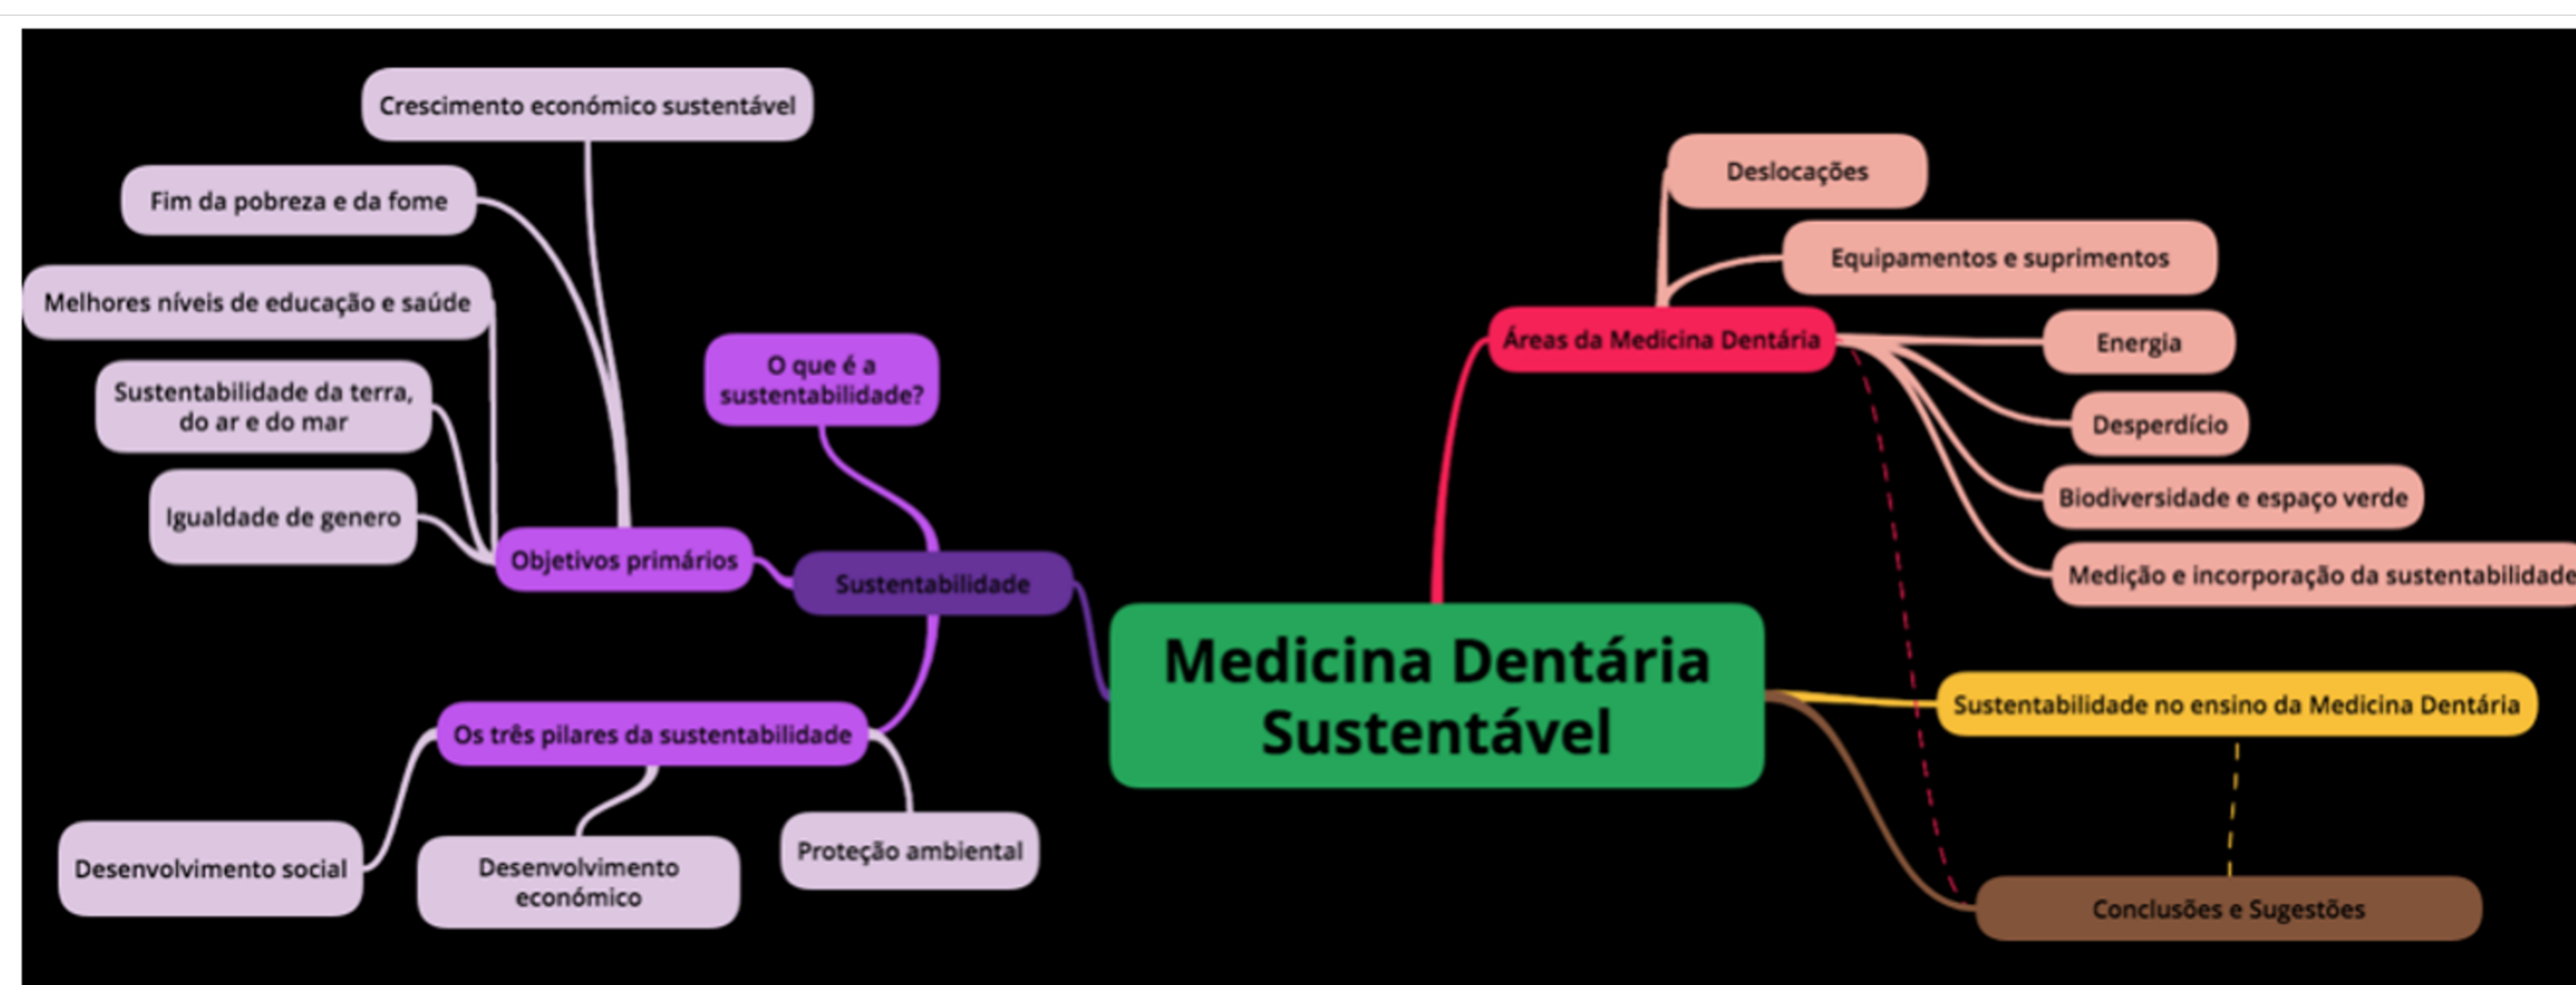 Crescimento económico sustentável
Fim da pobreza e da fome
Melhores níveis de educação e saúde
Sustentabilidade da terra,
do ar e do mar
Igualdade de genero
O que é a
sustentabilidade?
Objetivos primários
Sustentabilidade
Os três pilares da sustentabilidade
Desenvolvimento social
Desenvolvimento
económico
Proteção ambiental
Medicina Dentária
Sustentável
Áreas da Medicina Dentária
Deslocações
Equipamentos e suprimentos
Energia
Desperdício
Biodiversidade e espaço verde
Medição e incorporação da sustentabilidade
Sustentabilidade no ensino da Medicina Dentária
Conclusões e Sugestões